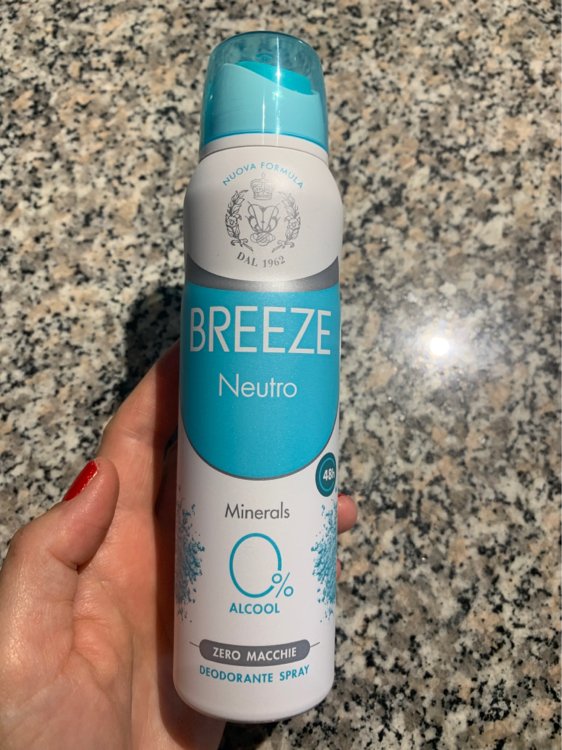 NUOVA FORMULA
DAL 1962
BREEZE
Neutro
48h
Minerals
0%
ALCOOL
ZERO MACCHIE
DEODORANTE SPRAY